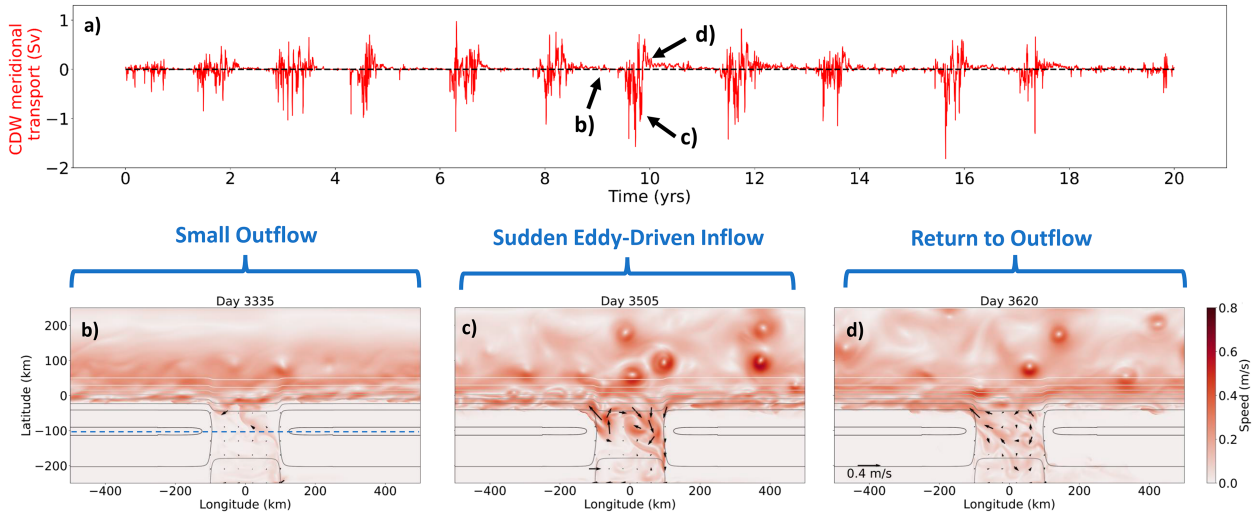 a)
CDW meridional
transport (Sv)
1
0
−1
−2
b)
c)
d)
0 2 4 6 8 10 12 14 16 18 20
Time (yrs)
Small Outflow
Sudden Eddy-Driven Inflow
Return to Outflow
Day 3335
Day 3505
Day 3620
b)
c)
d)
Latitude (km)
200
100
0
−100
−200
−400 −200 0 200 400
Longitude (km)
−400 −200 0 200 400
Longitude (km)
0.4 m/s
−400 −200 0 200 400
Longitude (km)
0.8
0.6
0.4
0.2
0.0
Speed (m/s)